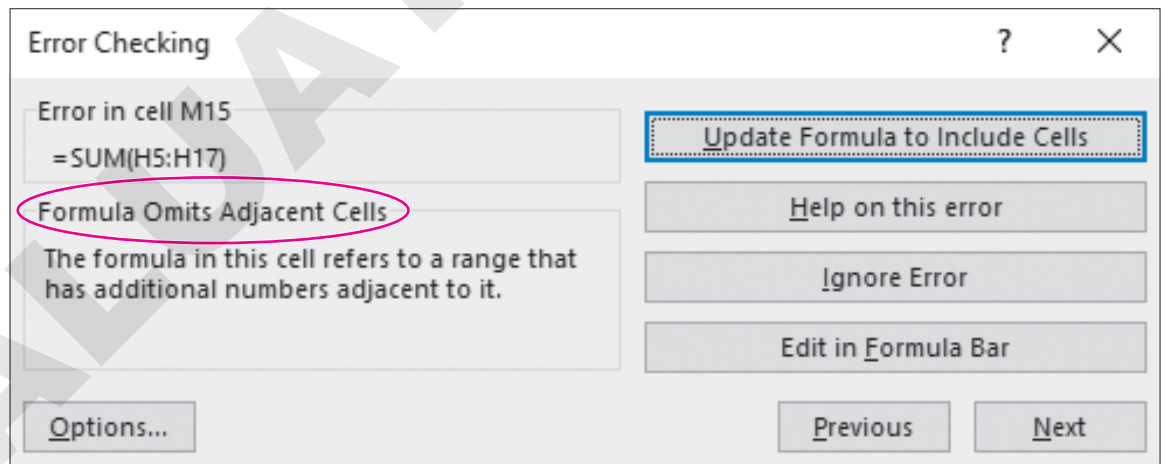 Error Checking
?
Error in cell M15
=SUM(H5:H17)
Update Formula to Include Cells
Formula Omits Adjacent Cells
Help on this error
The formula in this cell refers to a range that
has additional numbers adjacent to it.
Ignore Error
Edit in Formula Bar
Options...
Previous
Next